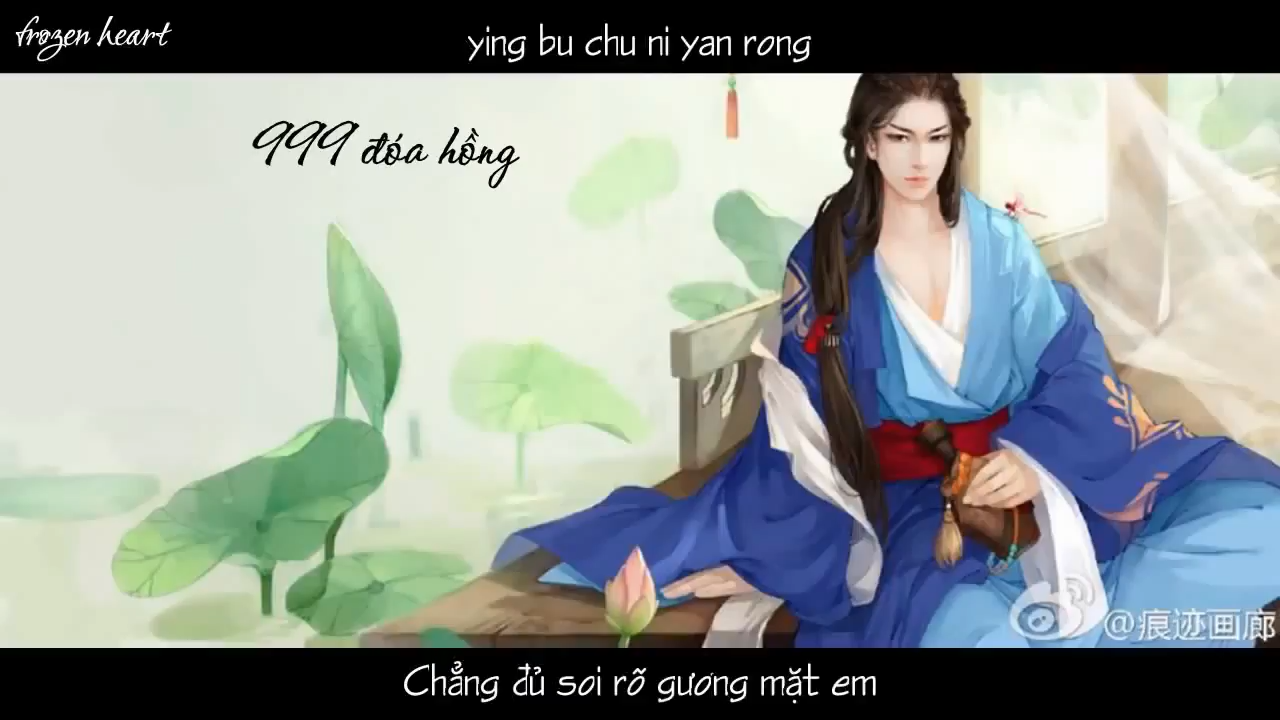 frozen heart
ying bu chu ni yan rong
999 đóa hồng
@痕迹画廊
Chẳng đủ soi rõ gương mặt em